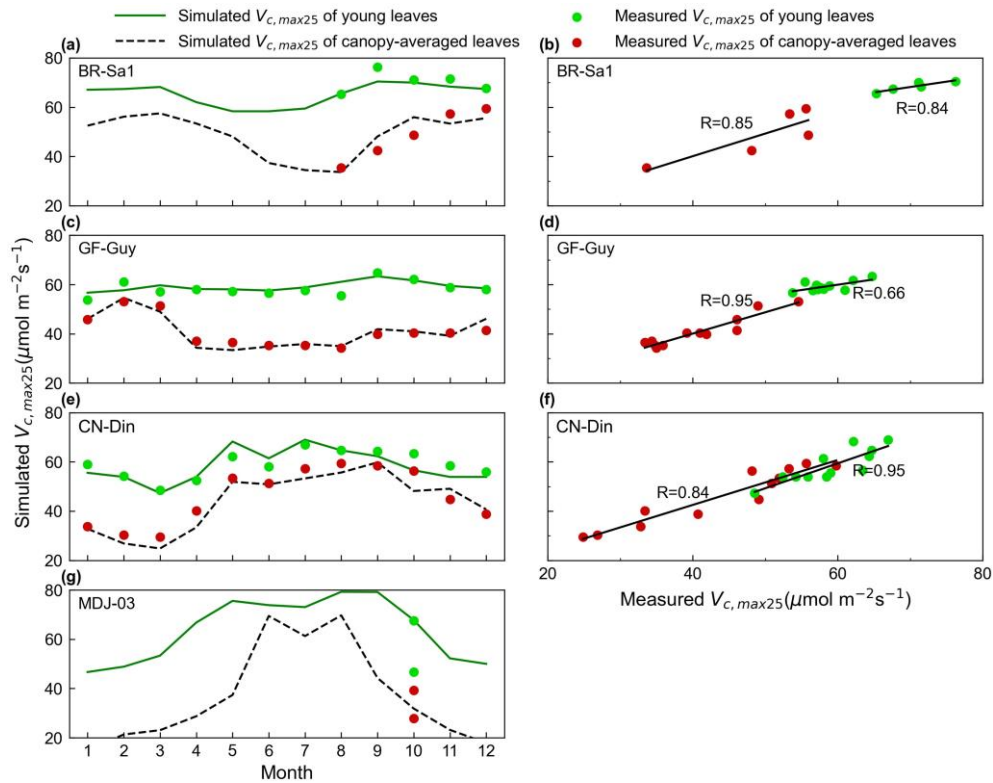 Simulated V_c,max25 of young leaves
Measured V_c,max25 of young leaves
Simulated V_c,max25 of canopy-averaged leaves
Measured V_c,max25 of canopy-averaged leaves
(a)
BR-Sa1
80
60
40
20
(b)
BR-Sa1
R=0.85
R=0.84
(c)
GF-Guy
80
60
40
20
(d)
GF-Guy
R=0.95
R=0.66
(e)
CN-Din
80
60
40
20
(f)
CN-Din
R=0.84
R=0.95
20 40 60 80
Measured V_c,max25(μmol m−2s−1)
(g)
MDJ-03
80
60
40
20
1 2 3 4 5 6 7 8 9 10 11 12
Month
Simulated V_c,max25(μmol m−2s−1)